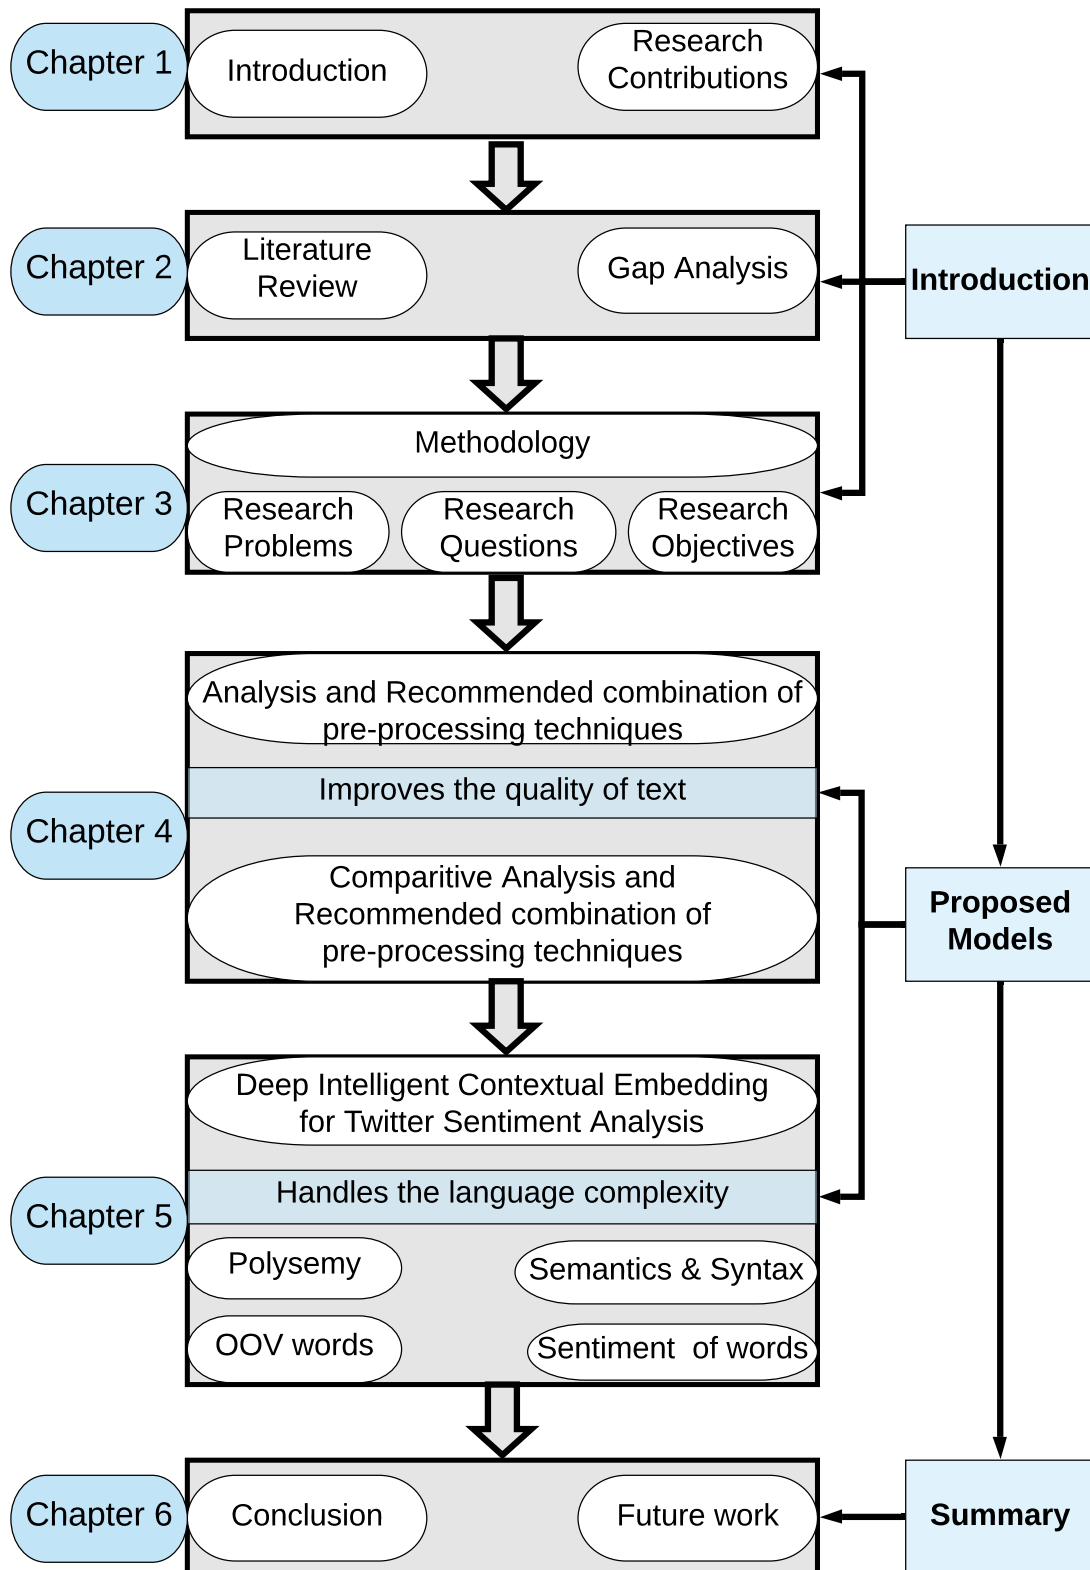 Chapter 1
Introduction
Research
Contributions
Chapter 2
Literature
Review
Gap Analysis
Introduction
Chapter 3
Methodology
Research
Problems
Research
Questions
Research
Objectives
Chapter 4
Analysis and Recommended combination of
pre-processing techniques
Improves the quality of text
Comparitive Analysis and
Recommended combination of
pre-processing techniques
Proposed
Models
Chapter 5
Deep Intelligent Contextual Embedding
for Twitter Sentiment Analysis
Handles the language complexity
Polysemy
Semantics & Syntax
OOV words
Sentiment of words
Chapter 6
Conclusion
Future work
Summary